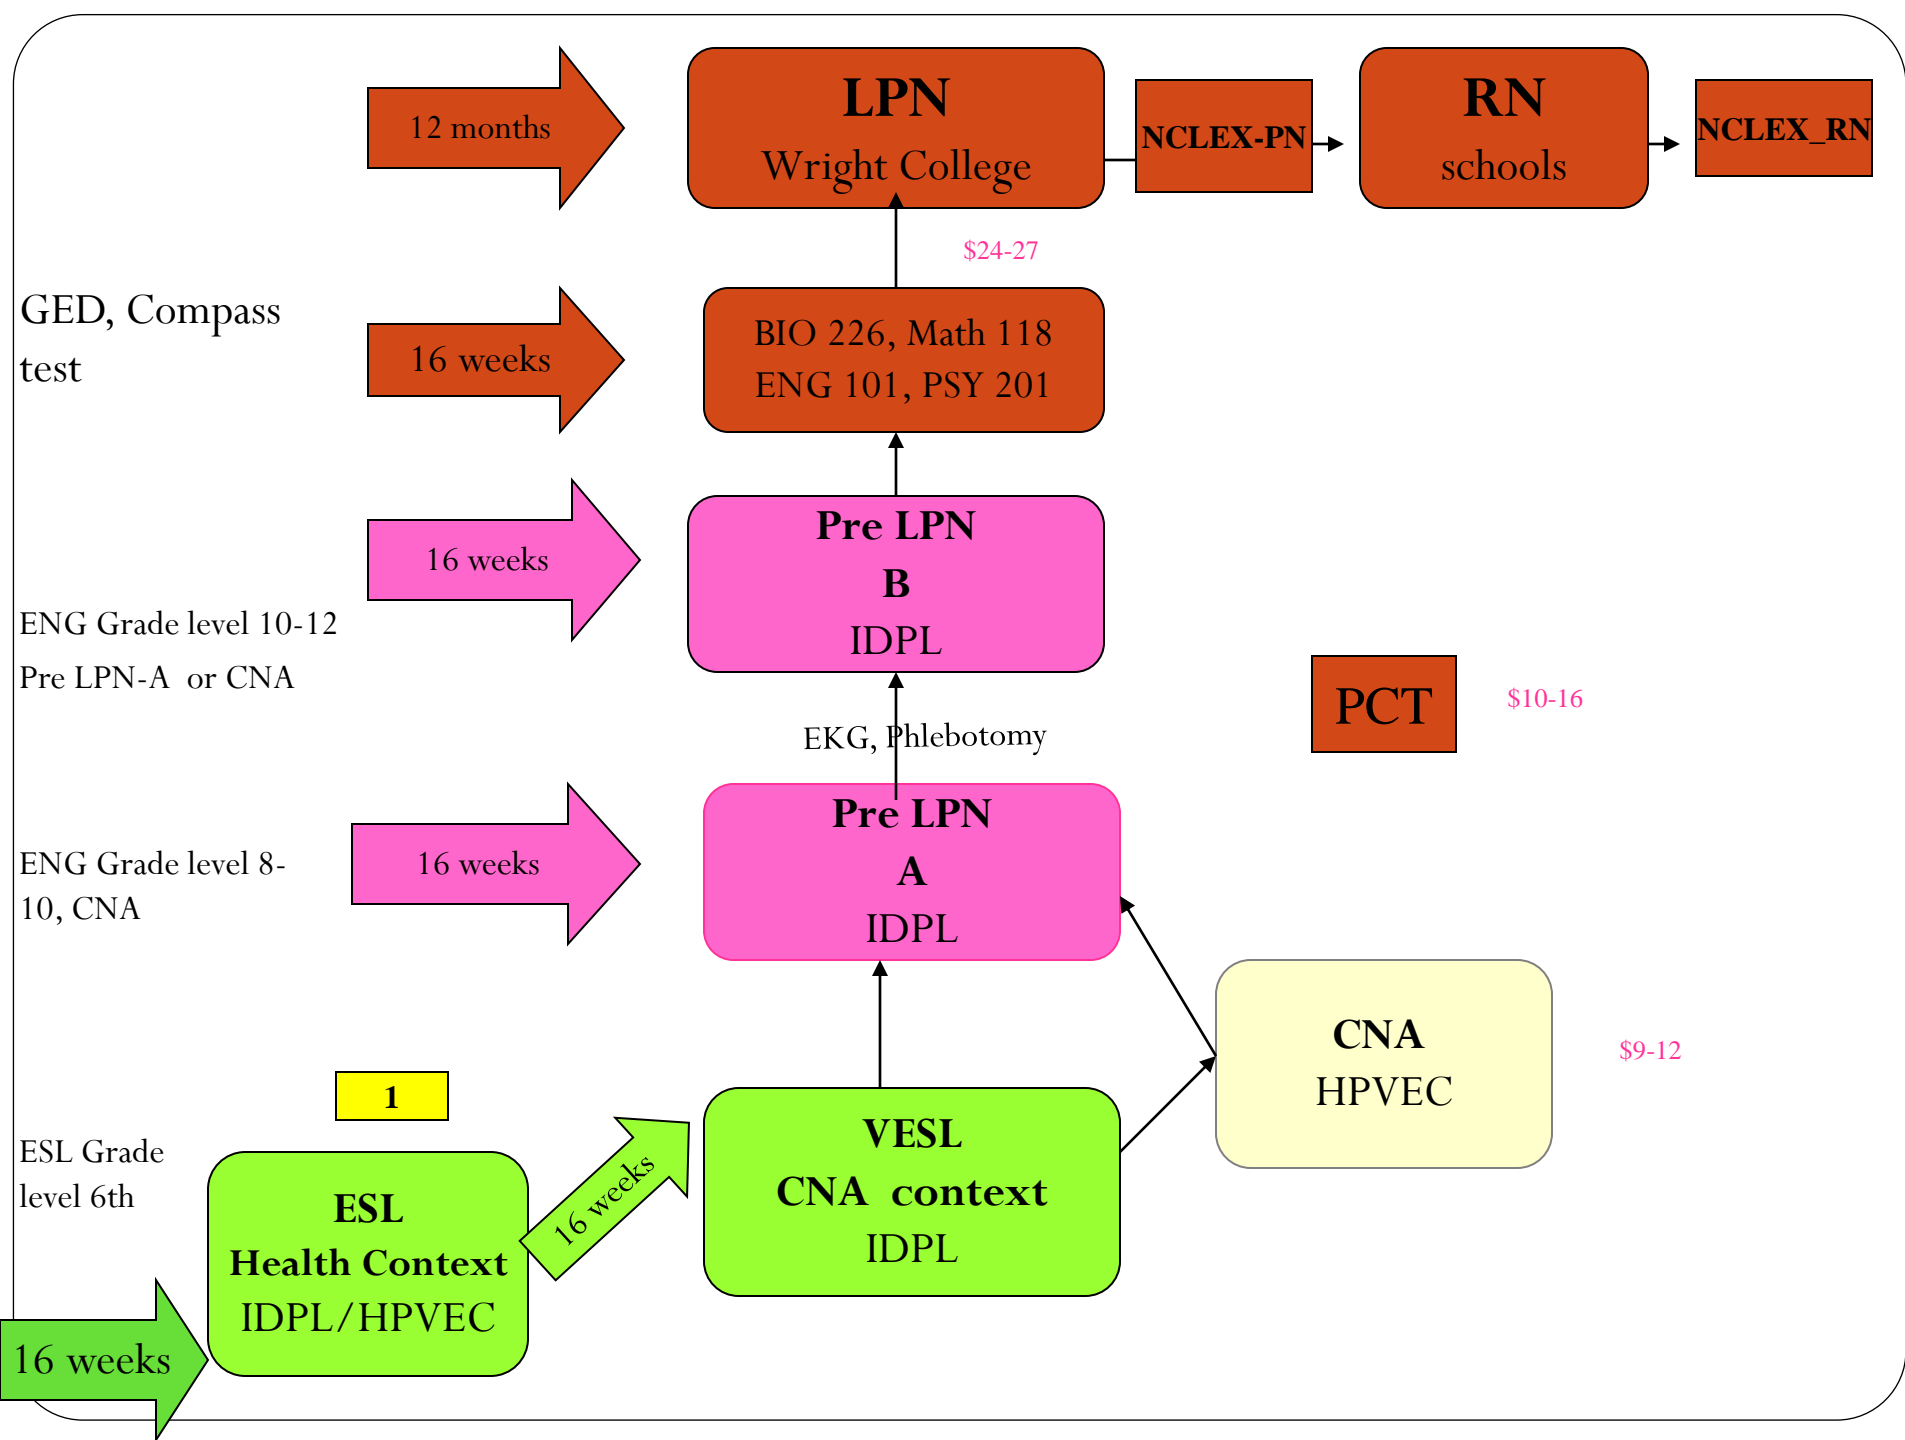 12 months
LPN
Wright College
NCLEX-PN
RN
schools
NCLEX_RN
$24-27
GED, Compass
test
16 weeks
BIO 226, Math 118
ENG 101, PSY 201
16 weeks
Pre LPN
B
IDPL
ENG Grade level 10-12
Pre LPN-A or CNA
PCT
$10-16
EKG, Phlebotomy
ENG Grade level 8-
10, CNA
16 weeks
Pre LPN
A
IDPL
CNA
HPVEC
$9-12
1
ESL Grade
level 6th
ESL
Health Context
IDPL/HPVEC
16 weeks
VESL
CNA context
IDPL
16 weeks